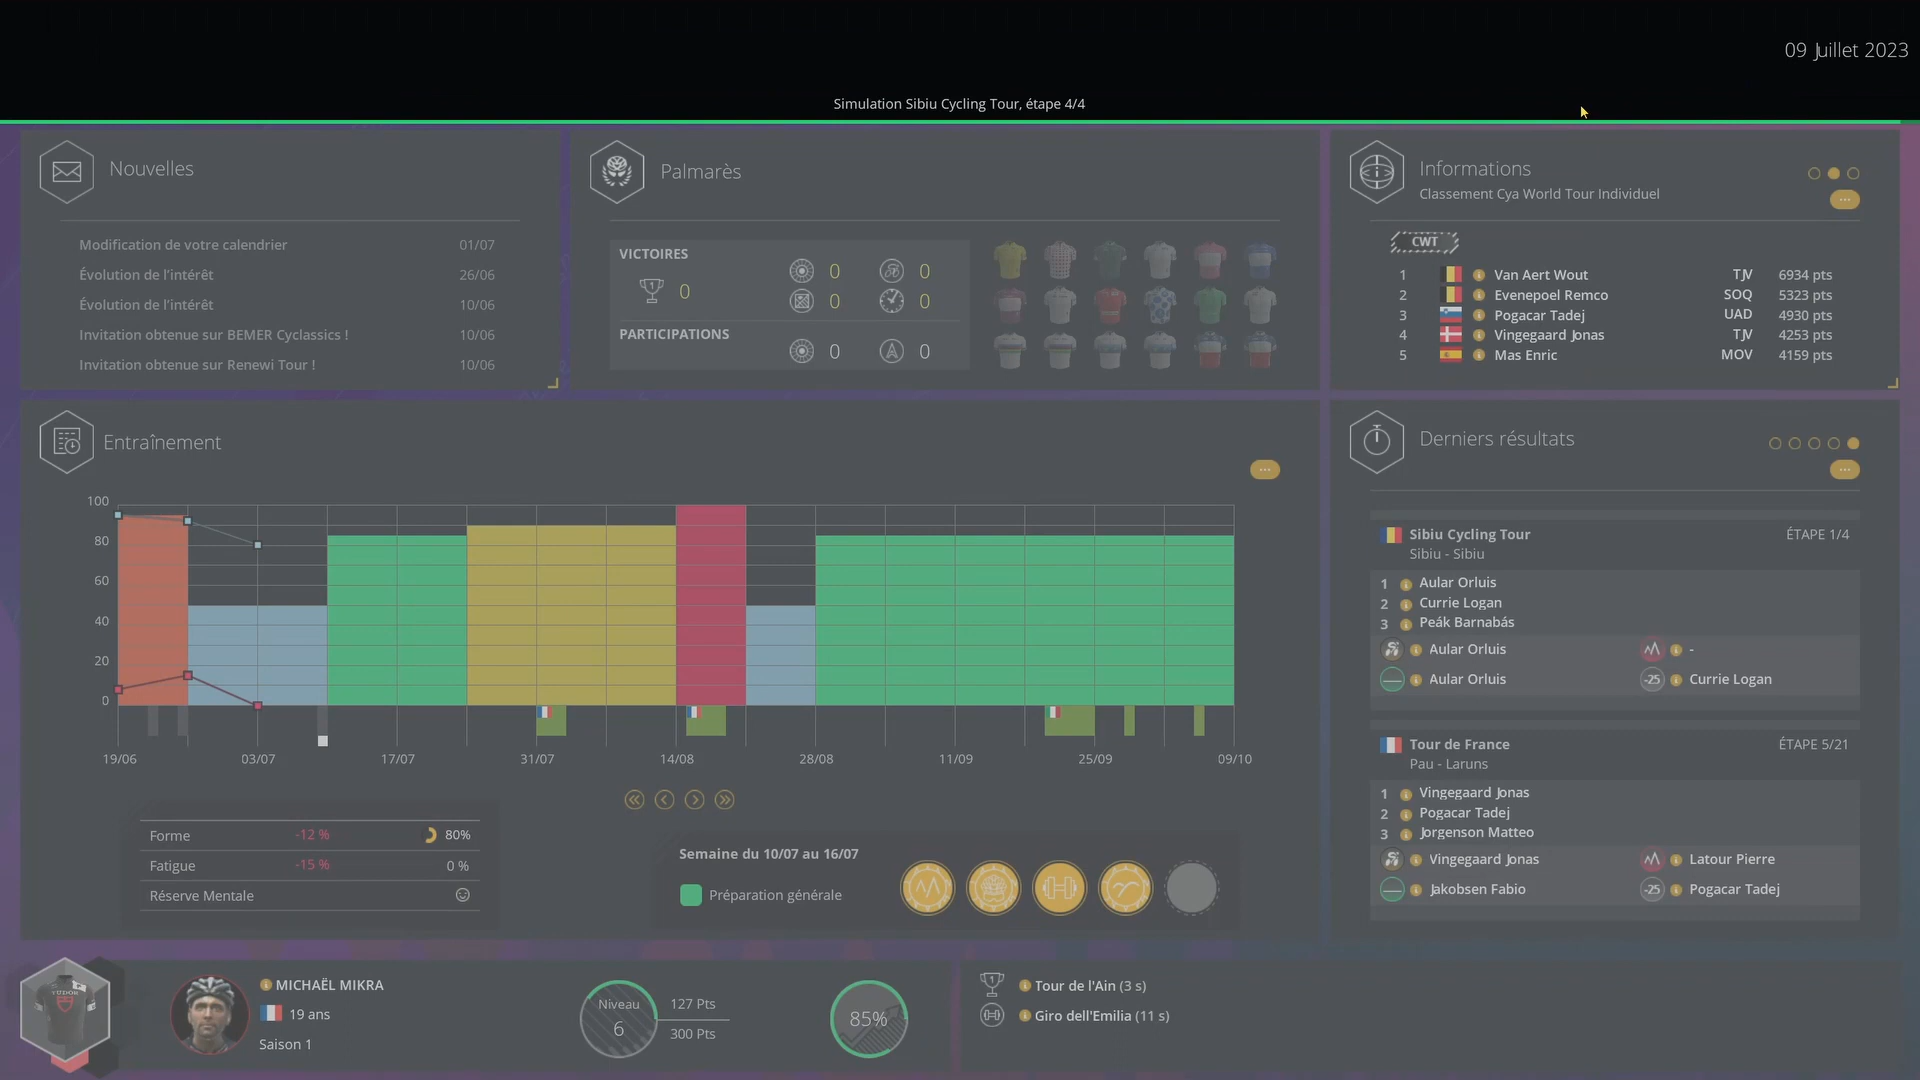 09 Juillet 2023
Simulation Sibiu Cycling Tour, étape 4/4
Nouvelles
Modification de votre calendrier 01/07
Évolution de l'intérêt 26/06
Évolution de l'intérêt 10/06
Invitation obtenue sur BEMER Cyclassics ! 10/06
Invitation obtenue sur Renewi Tour ! 10/06
Palmarès
VICTOIRES
0
0 0
0 0
PARTICIPATIONS
0 0
Informations
Classement Cya World Tour Individuel
...
CWT
1 Van Aert Wout TJV 6934 pts
2 Evenepoel Remco SOQ 5323 pts
3 Pogacar Tadej UAD 4930 pts
4 Vingegaard Jonas TJV 4253 pts
5 Mas Enric MOV 4159 pts
Entraînement
...
100
80
60
40
20
0
19/06 03/07 17/07 31/07 14/08 28/08 11/09 25/09 09/10
Forme -12 % 80%
Fatigue -15 % 0 %
Réserve Mentale
Semaine du 10/07 au 16/07
Préparation générale
Derniers résultats
...
Sibiu Cycling Tour ÉTAPE 1/4
Sibiu - Sibiu
1 Aular Orluis
2 Currie Logan
3 Peák Barnabás
Aular Orluis -
Aular Orluis -25 Currie Logan
Tour de France ÉTAPE 5/21
Pau - Laruns
1 Vingegaard Jonas
2 Pogacar Tadej
3 Jorgenson Matteo
Vingegaard Jonas Latour Pierre
Jakobsen Fabio -25 Pogacar Tadej
TUDOR
MICHAËL MIKRA
19 ans
Saison 1
Niveau
6
127 Pts
300 Pts
85%
1 Tour de l'Ain (3 s)
Giro dell'Emilia (11 s)